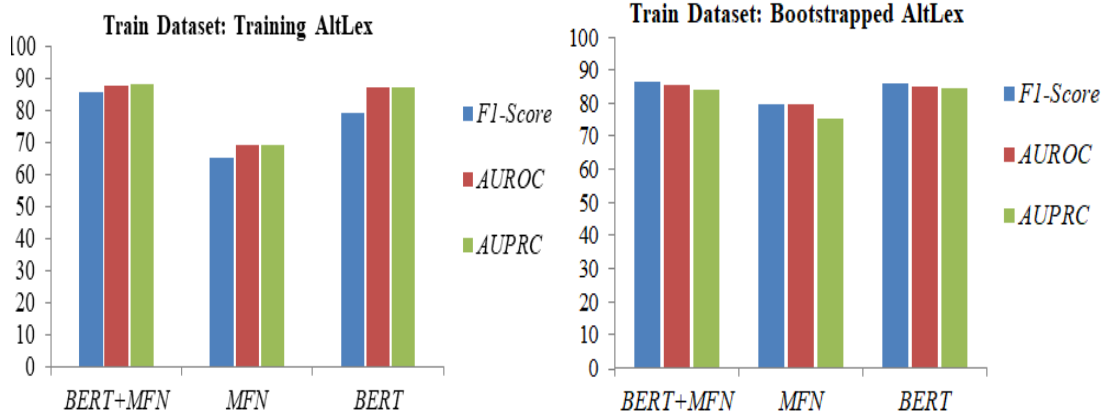 Train Dataset: Training AltLex
100
90
80
70
60
50
40
30
20
10
0
BERT+MFN MFN BERT
F1-Score
AUROC
AUPRC
Train Dataset: Bootstrapped AltLex
100
90
80
70
60
50
40
30
20
10
0
BERT+MFN MFN BERT
F1-Score
AUROC
AUPRC